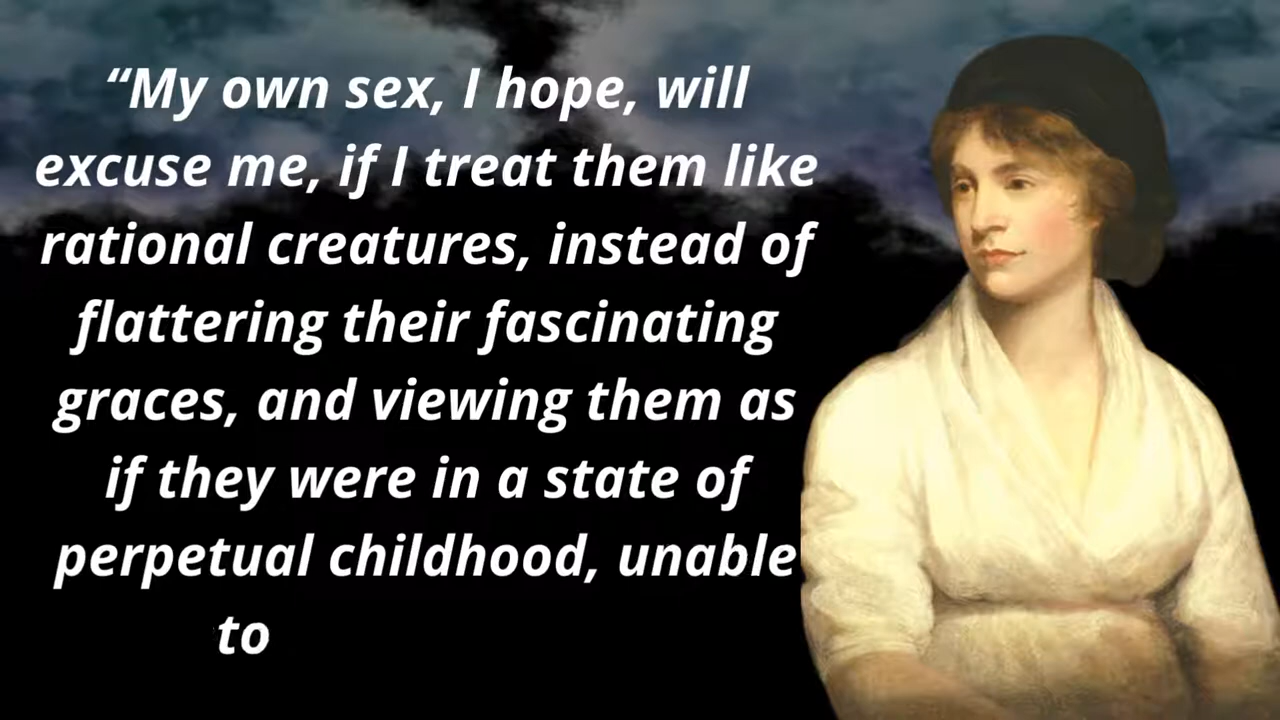 “My own sex, I hope, will
excuse me, if I treat them like
rational creatures, instead of
flattering their fascinating
graces, and viewing them as
if they were in a state of
perpetual childhood, unable
to